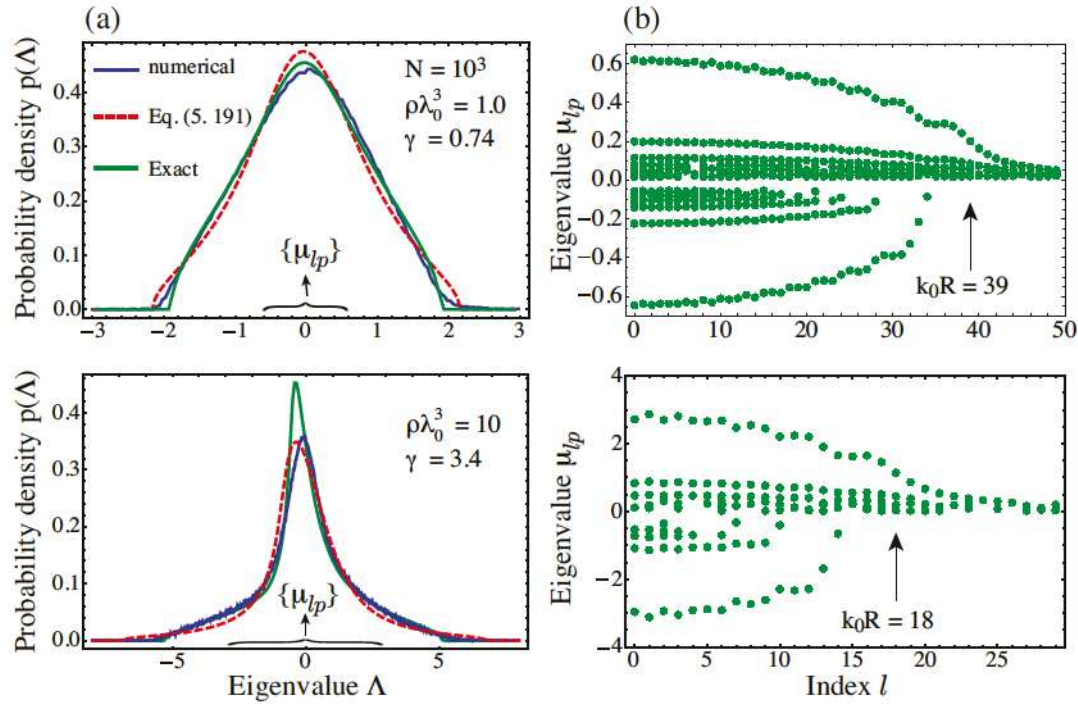 (a)
(b)
Probability density p(Λ)
0.4
0.3
0.2
0.1
0.0
numerical
Eq. (5. 191)
Exact
N = 10³
ρλ₀³ = 1.0
γ = 0.74
{μ_lp}
−3 −2 −1 0 1 2 3
Eigenvalue μ_lp
0.6
0.4
0.2
0.0
−0.2
−0.4
−0.6
k₀R = 39
0 10 20 30 40 50
Probability density p(Λ)
0.4
0.3
0.2
0.1
0.0
ρλ₀³ = 10
γ = 3.4
{μ_lp}
−5 0 5
Eigenvalue Λ
Eigenvalue μ_lp
4
2
0
−2
−4
k₀R = 18
0 5 10 15 20 25
Index l